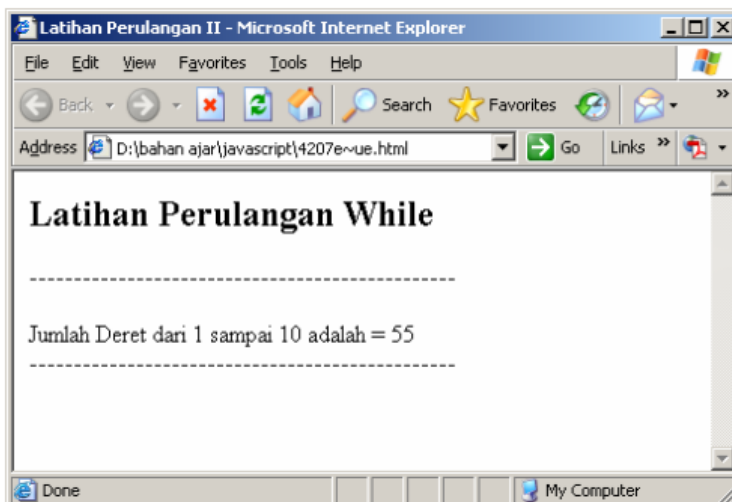 Latihan Perulangan II - Microsoft Internet Explorer
File Edit View Favorites Tools Help
Back Search Favorites »
Address D:\bahan ajar\javascript\4207e~ue.html Go Links »
Latihan Perulangan While
------------------------------------------------
Jumlah Deret dari 1 sampai 10 adalah = 55
------------------------------------------------
Done My Computer